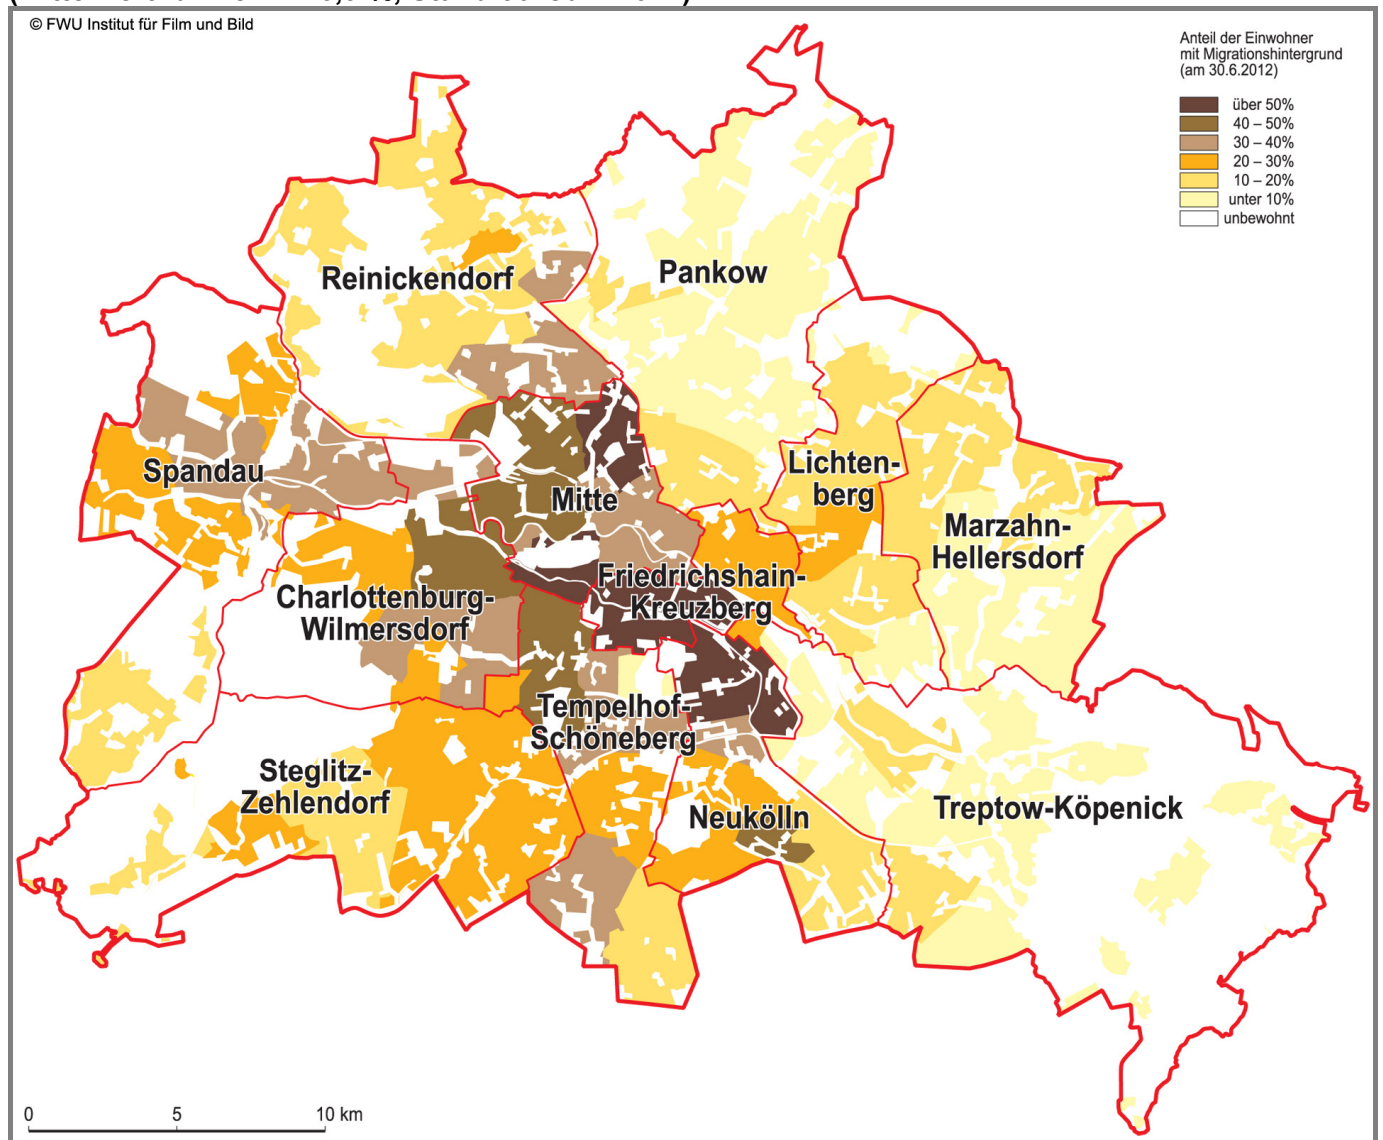 © FWU Institut für Film und Bild
Anteil der Einwohner
mit Migrationshintergrund
(am 30.6.2012)
über 50%
40 – 50%
30 – 40%
20 – 30%
10 – 20%
unter 10%
unbewohnt
Reinickendorf
Pankow
Spandau
Mitte
Lichten-
berg
Marzahn-
Hellersdorf
Charlottenburg-
Wilmersdorf
Friedrichshain-
Kreuzberg
Tempelhof-
Schöneberg
Steglitz-
Zehlendorf
Neukölln
Treptow-Köpenick
0 5 10 km